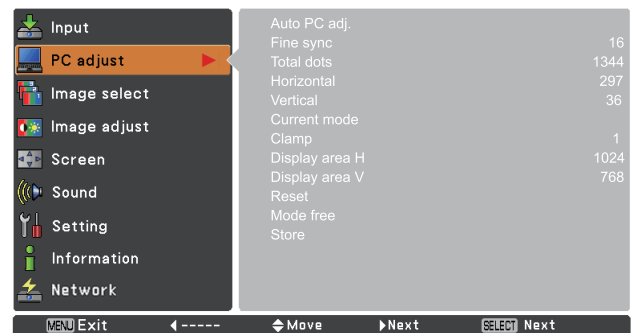 Input
PC adjust
Image select
Image adjust
Screen
Sound
Setting
Information
Network
Auto PC adj.
Fine sync 16
Total dots 1344
Horizontal 297
Vertical 36
Current mode
Clamp 1
Display area H 1024
Display area V 768
Reset
Mode free
Store
MENU Exit ◀ ----- Move ▶Next SELECT Next